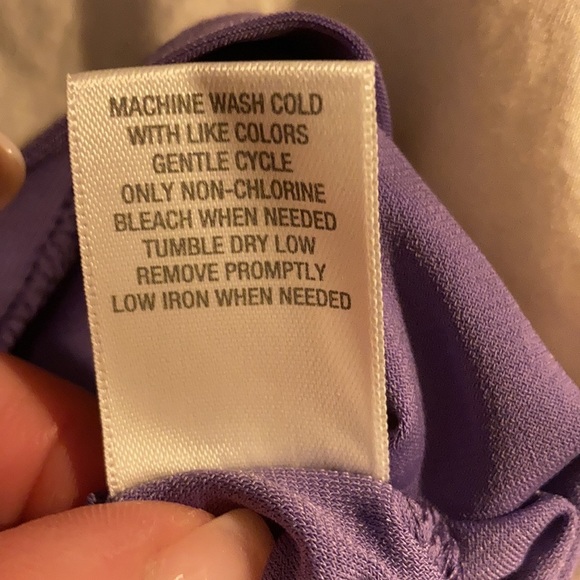 MACHINE WASH COLD
WITH LIKE COLORS
GENTLE CYCLE
ONLY NON-CHLORINE
BLEACH WHEN NEEDED
TUMBLE DRY LOW
REMOVE PROMPTLY
LOW IRON WHEN NEEDED